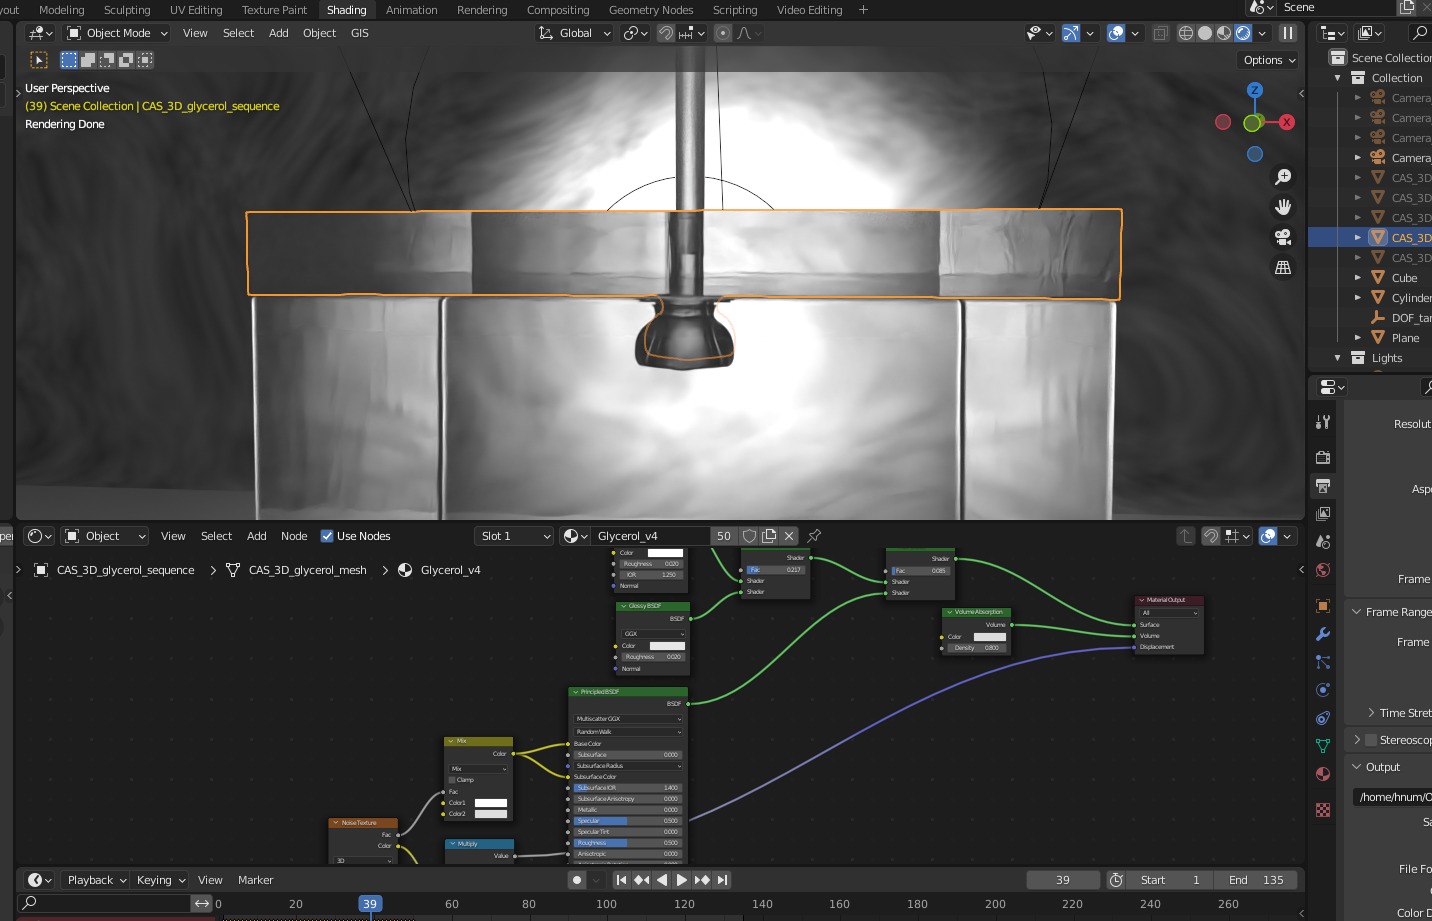 yout Modeling Sculpting UV Editing Texture Paint Shading Animation Rendering Compositing Geometry Nodes Scripting Video Editing + Scene
Object Mode View Select Add Object GIS Global
Options
User Perspective
(39) Scene Collection | CAS_3D_glycerol_sequence
Rendering Done
Z
X
Scene Collection
Collection
Camera
Camera
Camera
Camera
CAS_3D
CAS_3D
CAS_3D
CAS_3D
CAS_3D
Cube
Cylinder
DOF_tar
Plane
Lights
Resolut
Aspe
Frame
Frame Range
Frame
Time Stret
Stereoscop
Output
/home/hnum/O
Sa
File Fo
Color D
Object View Select Add Node Use Nodes Slot 1 Glycerol_v4 50
CAS_3D_glycerol_sequence > CAS_3D_glycerol_mesh > Glycerol_v4
Color
Roughness 0.020
IOR 1.250
Normal
Glossy BSDF
BSDF
GGX
Color
Roughness 0.020
Normal
Shader
Fac 0.217
Shader
Shader
Shader
Fac 0.085
Shader
Shader
Volume Absorption
Volume
Color
Density 0.800
Material Output
All
Surface
Volume
Displacement
Principled BSDF
BSDF
Multiscatter GGX
Random Walk
Base Color
Subsurface 0.000
Subsurface Radius
Subsurface Color
Subsurface IOR 1.400
Subsurface Anisotropy 0.000
Metallic 0.000
Specular 0.500
Specular Tint 0.000
Roughness 0.500
Anisotropic 0.000
Mix
Color
Mix
Clamp
Fac
Color1
Color2
Noise Texture
Fac
Color
3D
Multiply
Value
Playback Keying View Marker 39 Start 1 End 135
0 20 39 60 80 100 120 140 160 180 200 220 240 260